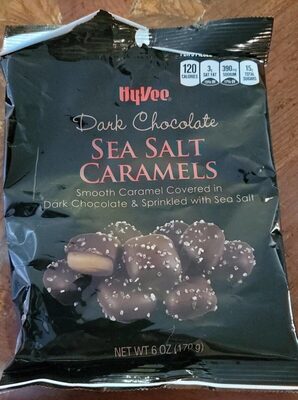 120 CALORIES
3g SAT FAT
390mg SODIUM
15g TOTAL SUGARS
HyVee
Dark Chocolate
SEA SALT
CARAMELS
Smooth Caramel Covered in
Dark Chocolate & Sprinkled with Sea Salt
NET WT 6 OZ (170 g)